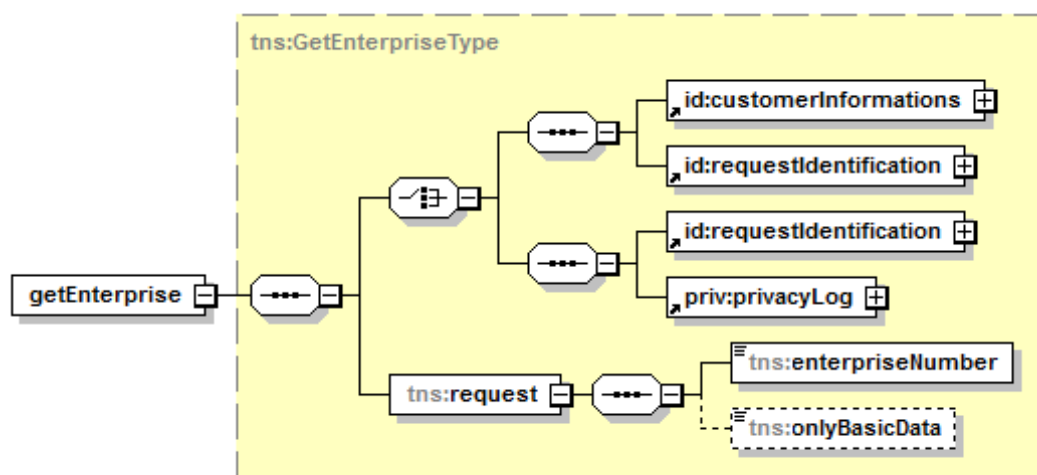 tns:GetEnterpriseType
id:customerInformations
id:requestIdentification
id:requestIdentification
getEnterprise
priv:privacyLog
tns:enterpriseNumber
tns:request
tns:onlyBasicData